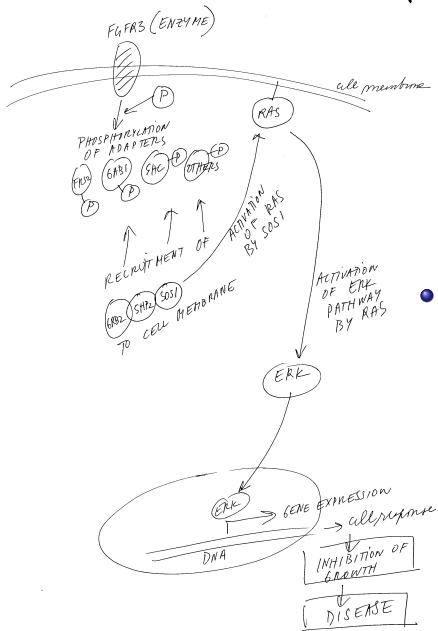 FGFR3 (ENZYME)
P
cell membrane
RAS
PHOSPHORYLATION
OF ADAPTERS
FRS2
GAB1
SHC
P
OTHERS
P
P
P
ACTIVATION
OF RAS
BY SOS1
RECRUITMENT OF
GRB2
SHP2
SOS1
TO CELL MEMBRANE
ACTIVATION
OF ERK
PATHWAY
BY RAS
ERK
ERK
GENE EXPRESSION
DNA
cell response
INHIBITION OF
GROWTH
DISEASE